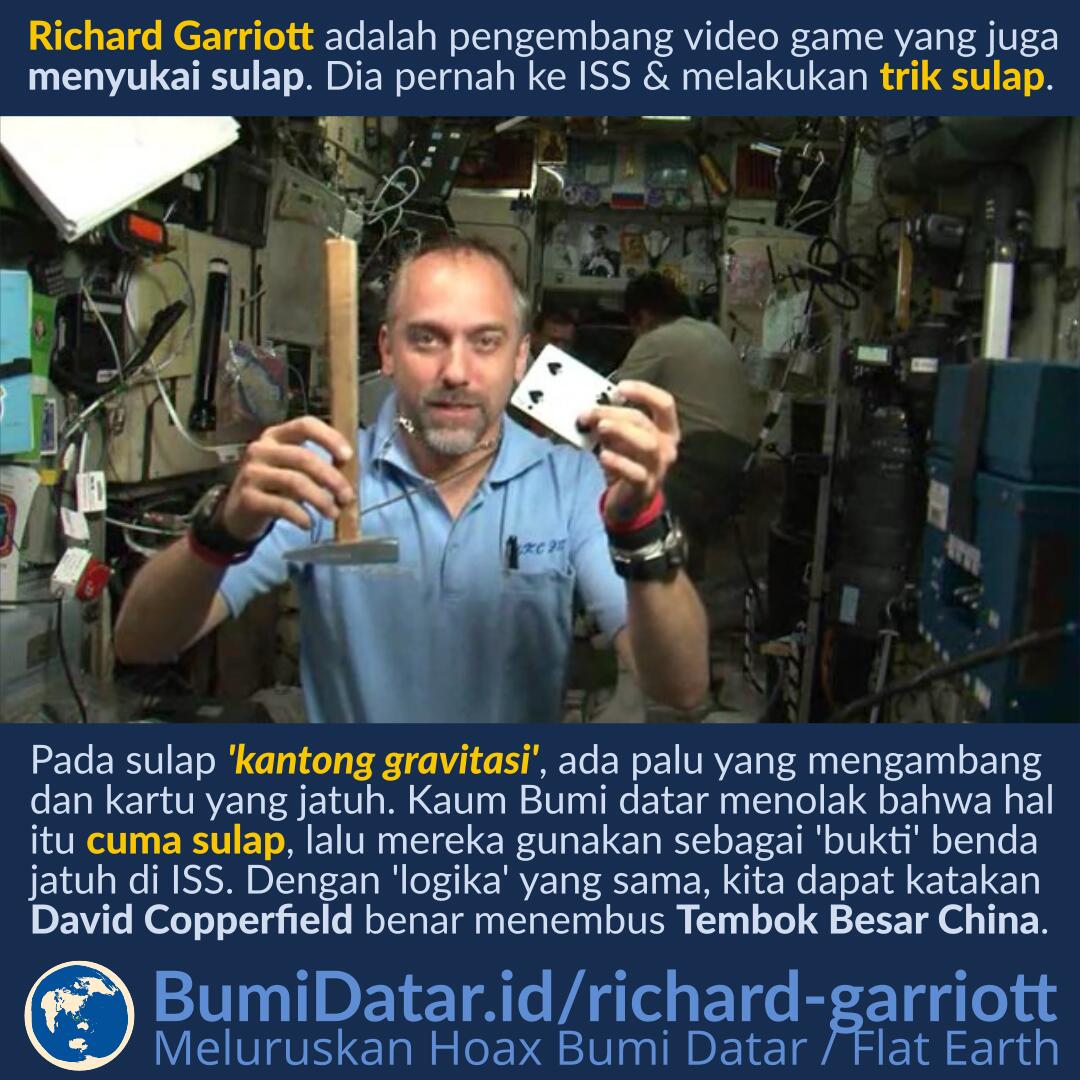 Richard Garriott adalah pengembang video game yang juga
menyukai sulap. Dia pernah ke ISS & melakukan trik sulap.
Pada sulap 'kantong gravitasi', ada palu yang mengambang
dan kartu yang jatuh. Kaum Bumi datar menolak bahwa hal
itu cuma sulap, lalu mereka gunakan sebagai 'bukti' benda
jatuh di ISS. Dengan 'logika' yang sama, kita dapat katakan
David Copperfield benar menembus Tembok Besar China.
BumiDatar.id/richard-garriott
Meluruskan Hoax Bumi Datar / Flat Earth